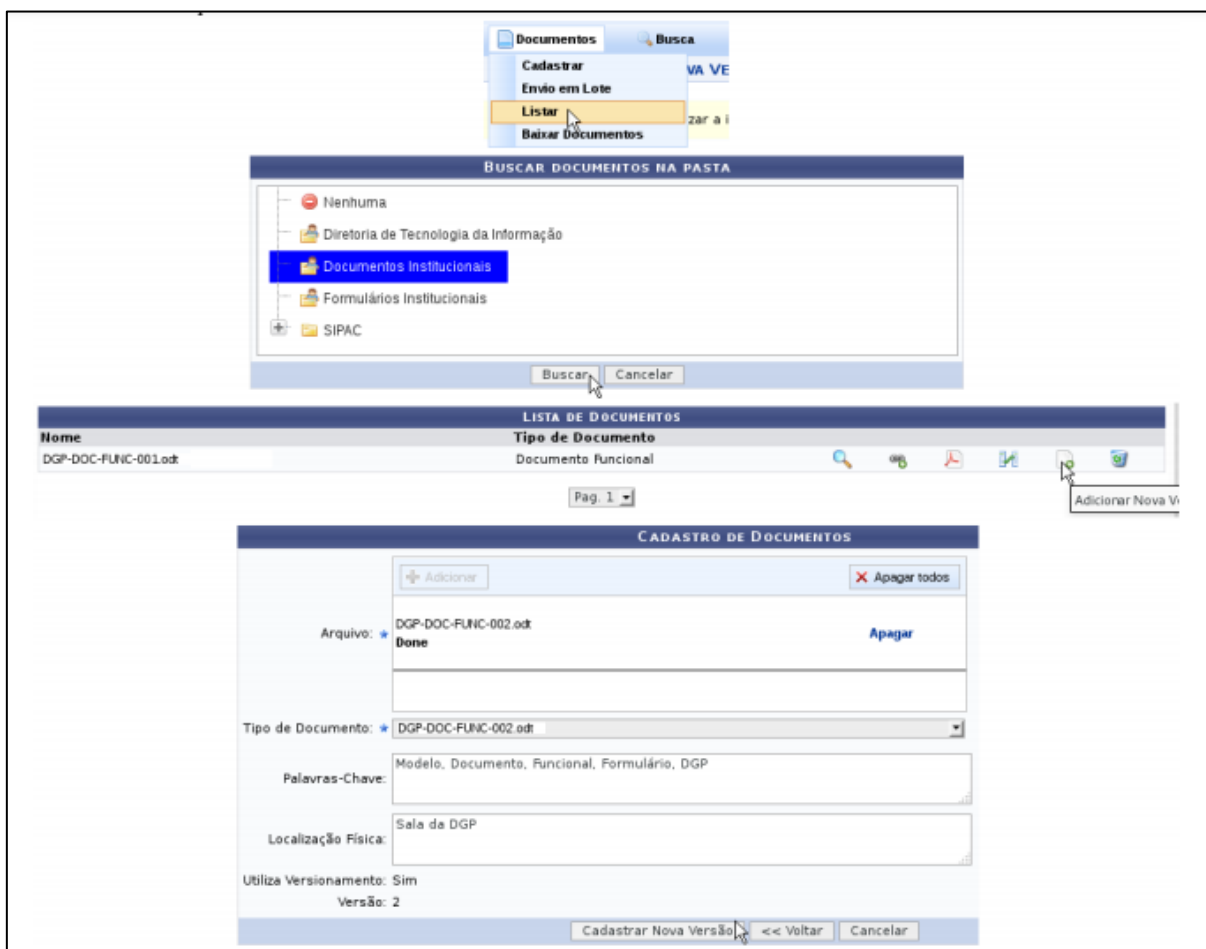 Documentos Busca
Cadastrar
VA VE
Envio em Lote
Listar
zar a i
Baixar Documentos
BUSCAR DOCUMENTOS NA PASTA
Nenhuma
Diretoria de Tecnologia da Informação
Documentos Institucionais
Formulários Institucionais
SIPAC
Buscar Cancelar
LISTA DE DOCUMENTOS
Nome Tipo de Documento
DGP-DOC-FUNC-001.odt Documento Funcional
Pag. 1
Adicionar Nova V
CADASTRO DE DOCUMENTOS
Adicionar Apagar todos
DGP-DOC-FUNC-002.odt
Arquivo: Apagar
Done
Tipo de Documento: DGP-DOC-FUNC-002.odt
Modelo, Documento, Funcional, Formulário, DGP
Palavras-Chave:
Sala da DGP
Localização Física:
Utiliza Versionamento: Sim
Versão: 2
Cadastrar Nova Versão << Voltar Cancelar